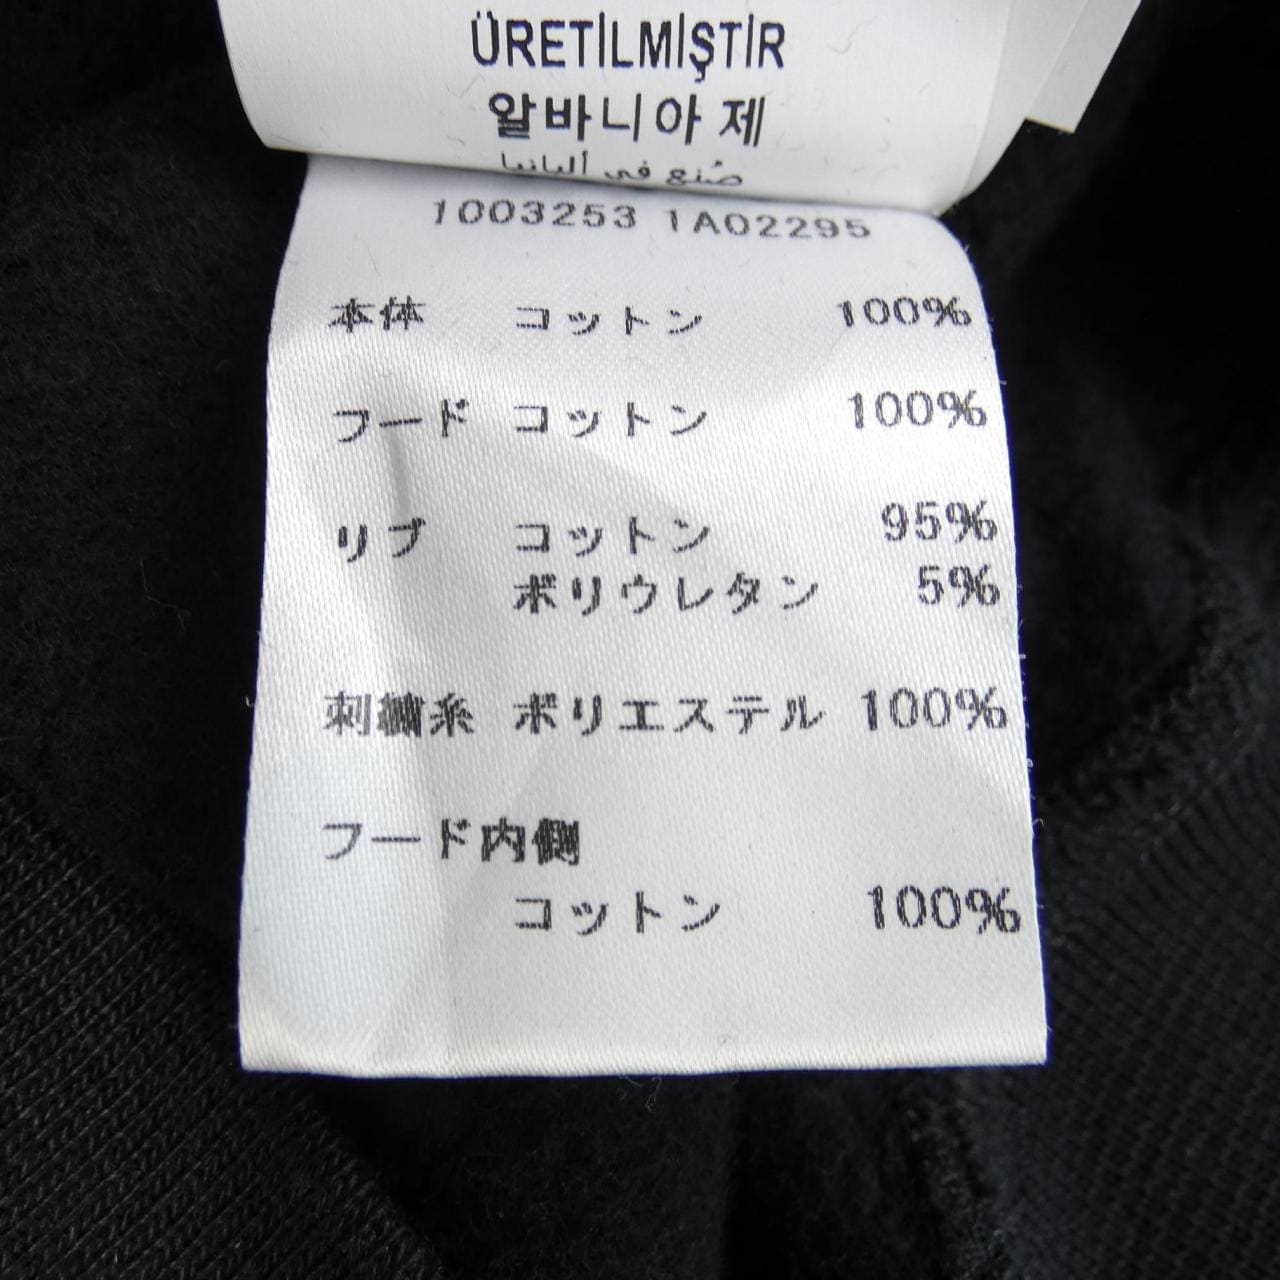 ÜRETİLMİŞTİR
알바니아 제
صُنع في ألبانيا
1003253 1A02295
本体 コットン 100%
フード コットン 100%
リブ コットン 95%
ポリウレタン 5%
刺繍糸 ポリエステル 100%
フード内側
コットン 100%